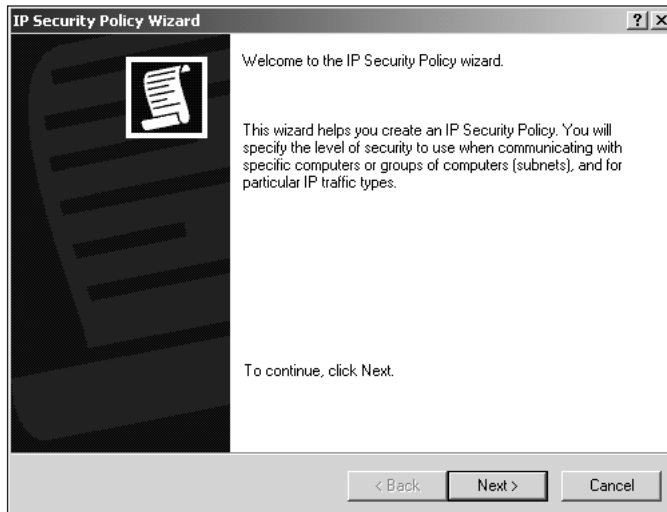 IP Security Policy Wizard
Welcome to the IP Security Policy wizard.
This wizard helps you create an IP Security Policy. You will
specify the level of security to use when communicating with
specific computers or groups of computers (subnets), and for
particular IP traffic types.
To continue, click Next.
< Back
Next >
Cancel